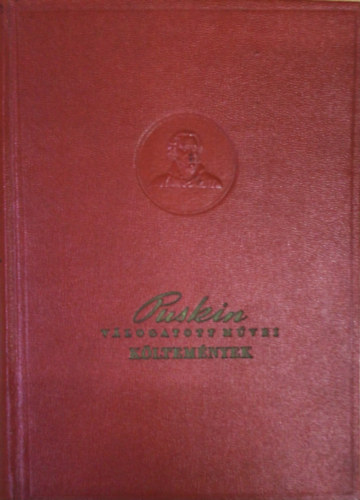 Puskin
VÁLOGATOTT MŰVEI
KÖLTEMÉNYEK